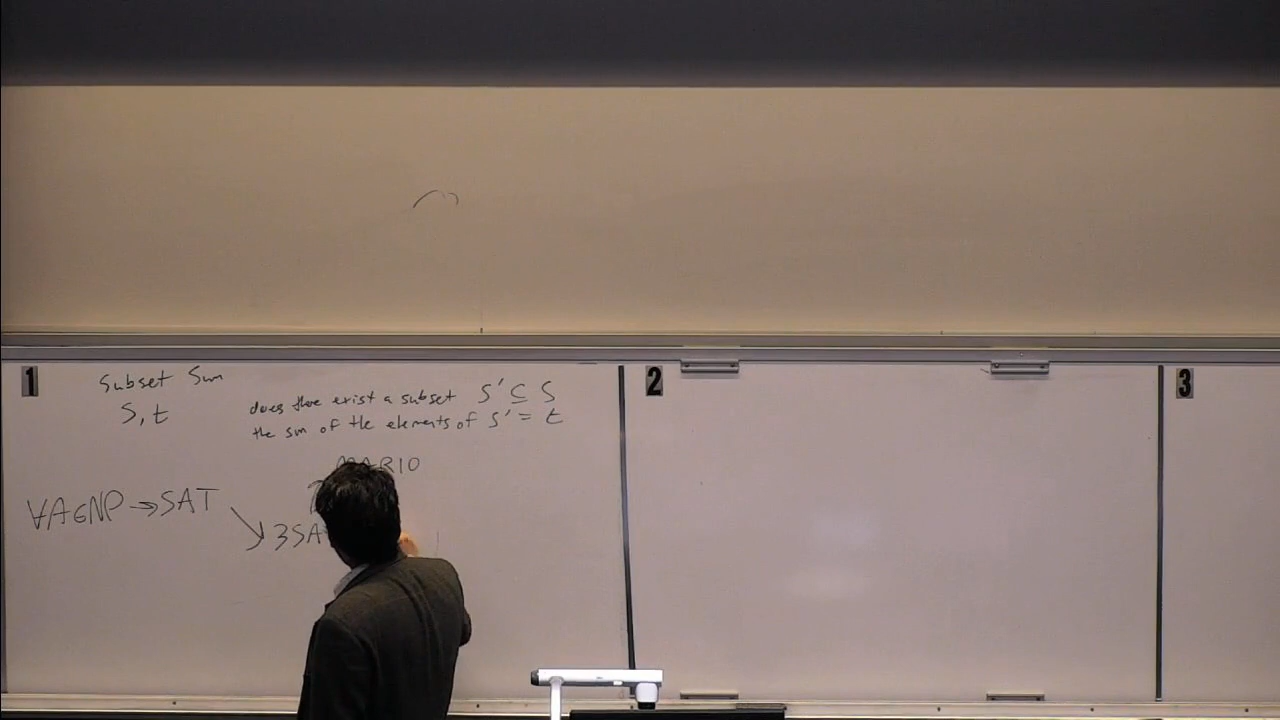 1
Subset Sum
S, t
does there exist a subset S' ⊆ S
the sum of the elements of S' = t
MARIO
∀A∈NP → SAT
↘ 3SA
2
3